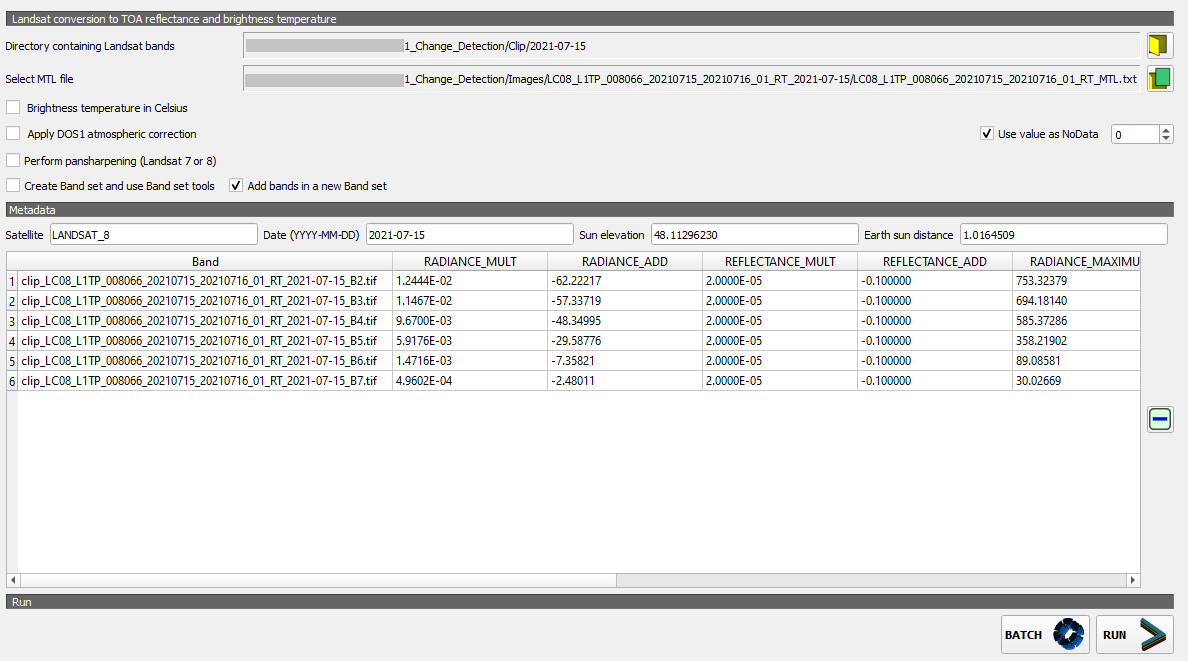 Landsat conversion to TOA reflectance and brightness temperature
Directory containing Landsat bands 1_Change_Detection/Clip/2021-07-15
Select MTL file 1_Change_Detection/Images/LC08_L1TP_008066_20210715_20210716_01_RT_2021-07-15/LC08_L1TP_008066_20210715_20210716_01_RT_MTL.txt
Brightness temperature in Celsius
Apply DOS1 atmospheric correction Use value as NoData 0
Perform pansharpening (Landsat 7 or 8)
Create Band set and use Band set tools Add bands in a new Band set
Metadata
Satellite LANDSAT_8 Date (YYYY-MM-DD) 2021-07-15 Sun elevation 48.11296230 Earth sun distance 1.0164509
Band RADIANCE_MULT RADIANCE_ADD REFLECTANCE_MULT REFLECTANCE_ADD RADIANCE_MAXIMU
1 clip_LC08_L1TP_008066_20210715_20210716_01_RT_2021-07-15_B2.tif 1.2444E-02 -62.22217 2.0000E-05 -0.100000 753.32379
2 clip_LC08_L1TP_008066_20210715_20210716_01_RT_2021-07-15_B3.tif 1.1467E-02 -57.33719 2.0000E-05 -0.100000 694.18140
3 clip_LC08_L1TP_008066_20210715_20210716_01_RT_2021-07-15_B4.tif 9.6700E-03 -48.34995 2.0000E-05 -0.100000 585.37286
4 clip_LC08_L1TP_008066_20210715_20210716_01_RT_2021-07-15_B5.tif 5.9176E-03 -29.58776 2.0000E-05 -0.100000 358.21902
5 clip_LC08_L1TP_008066_20210715_20210716_01_RT_2021-07-15_B6.tif 1.4716E-03 -7.35821 2.0000E-05 -0.100000 89.08581
6 clip_LC08_L1TP_008066_20210715_20210716_01_RT_2021-07-15_B7.tif 4.9602E-04 -2.48011 2.0000E-05 -0.100000 30.02669
Run
BATCH RUN